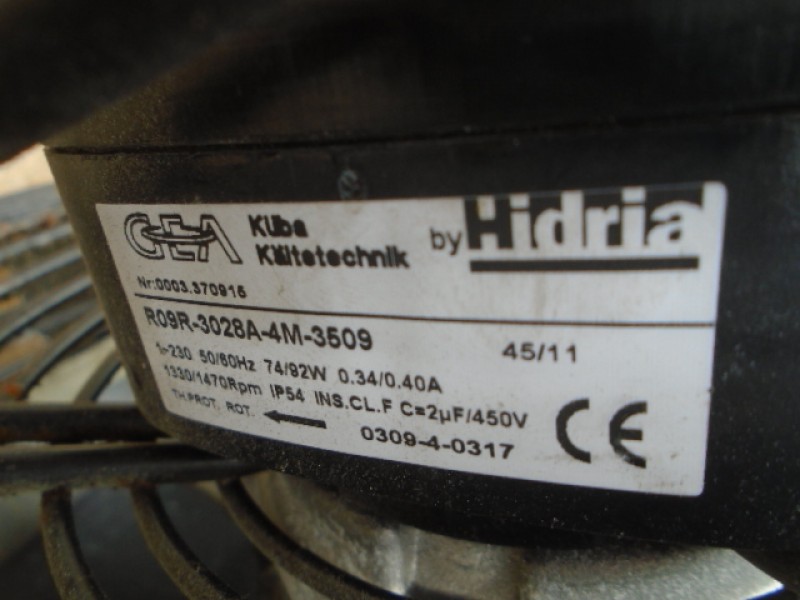 GEA Küba
Kältetechnik by Hidria
Nr:0003.370915
R09R-3028A-4M-3509 45/11
1~230 50/60Hz 74/92W 0.34/0.40A
1330/1470Rpm IP54 INS.CL.F C=2µF/450V
TH.PROT. ROT. 0309-4-0317 CE